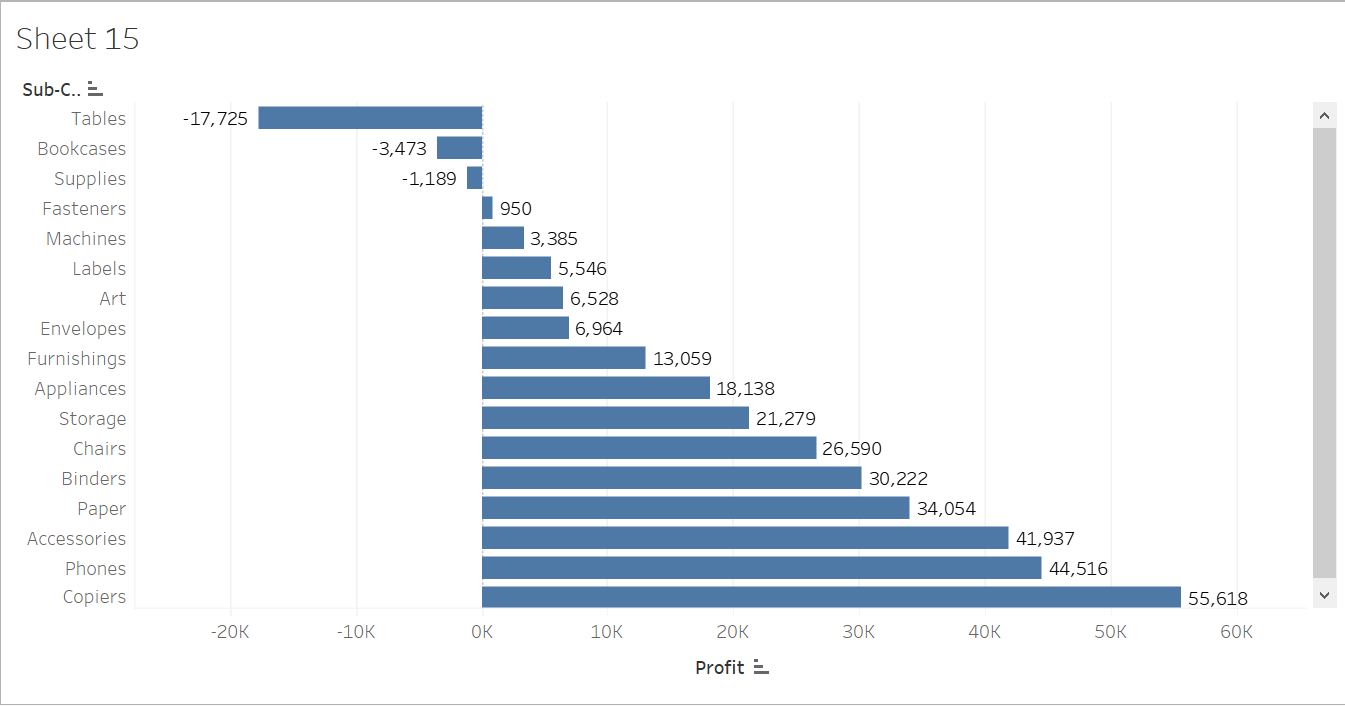 Sheet 15
Sub-C..
Tables -17,725
Bookcases -3,473
Supplies -1,189
Fasteners 950
Machines 3,385
Labels 5,546
Art 6,528
Envelopes 6,964
Furnishings 13,059
Appliances 18,138
Storage 21,279
Chairs 26,590
Binders 30,222
Paper 34,054
Accessories 41,937
Phones 44,516
Copiers 55,618
-20K -10K 0K 10K 20K 30K 40K 50K 60K
Profit